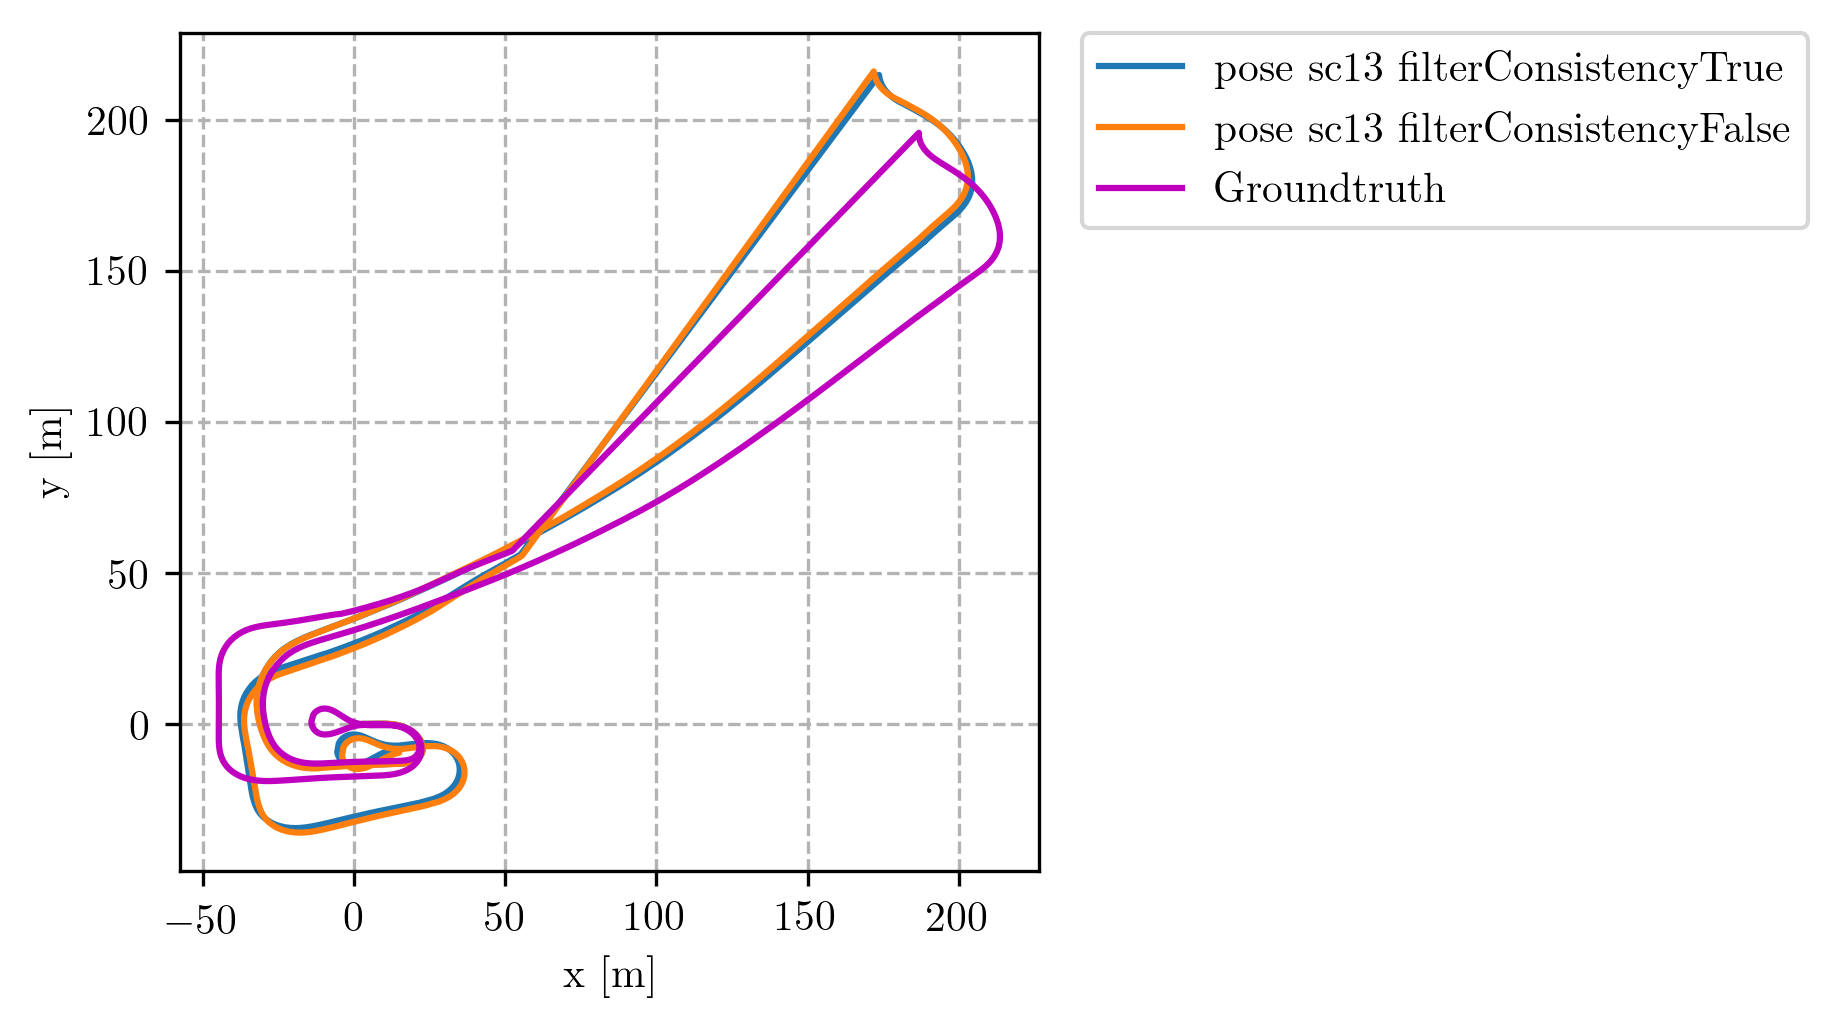 pose sc13 filterConsistencyTrue
pose sc13 filterConsistencyFalse
Groundtruth
200
150
100
50
0
y [m]
−50 0 50 100 150 200
x [m]